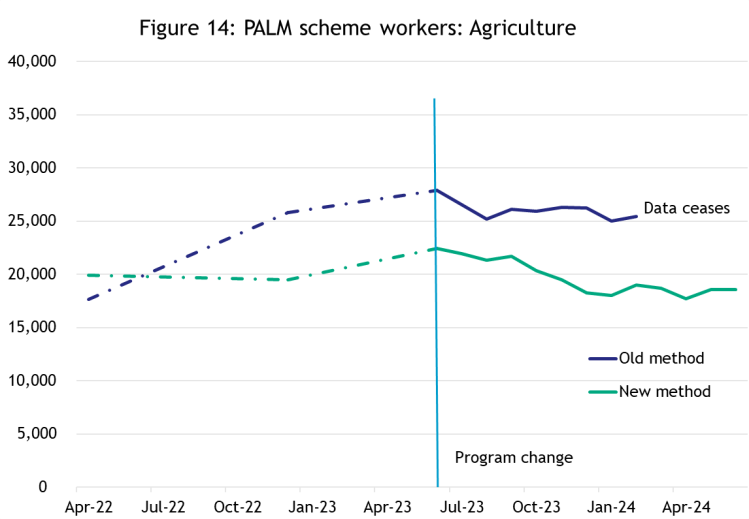 Figure 14: PALM scheme workers: Agriculture
40,000
35,000
30,000
25,000
20,000
15,000
10,000
5,000
0
Data ceases
Old method
New method
Program change
Apr-22 Jul-22 Oct-22 Jan-23 Apr-23 Jul-23 Oct-23 Jan-24 Apr-24